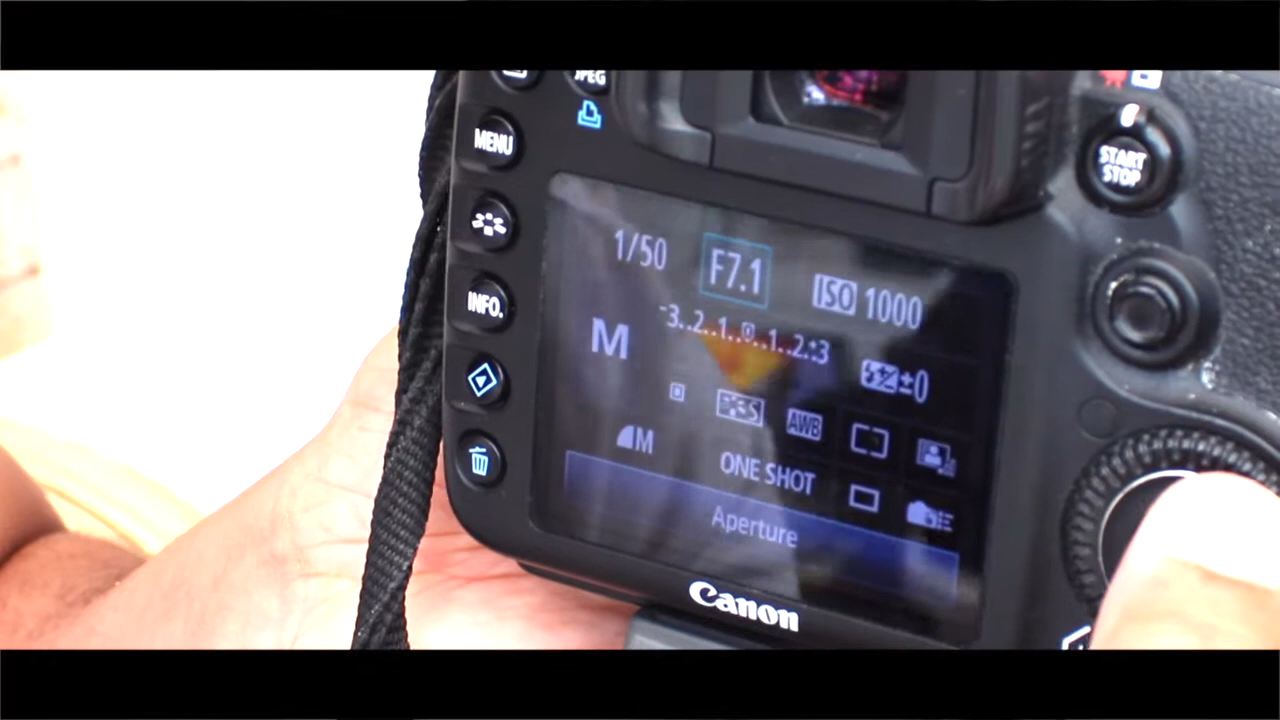 JPEG
MENU
START
STOP
INFO.
1/50 F7.1 ISO 1000
M
-3..2..1..0..1..2..+3
±0
S AWB
M ONE SHOT
Aperture
Canon